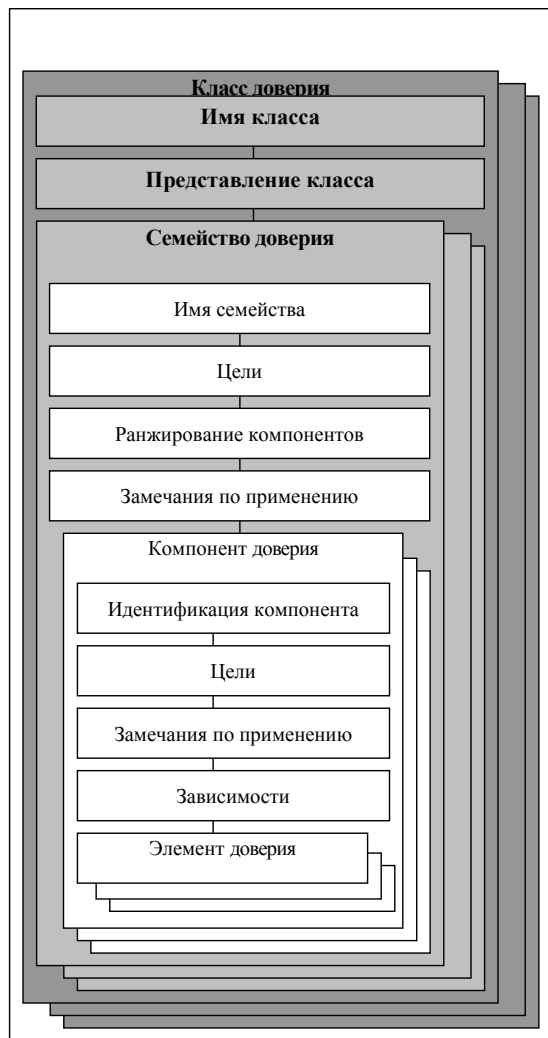 Класс доверия
Имя класса
Представление класса
Семейство доверия
Имя семейства
Цели
Ранжирование компонентов
Замечания по применению
Компонент доверия
Идентификация компонента
Цели
Замечания по применению
Зависимости
Элемент доверия